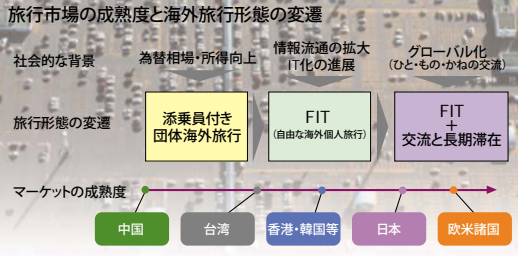 旅行市場の成熟度と海外旅行形態の変遷
社会的な背景
為替相場・所得向上
情報流通の拡大
IT化の進展
グローバル化
（ひと・もの・かねの交流）
旅行形態の変遷
添乗員付き
団体海外旅行
FIT
（自由な海外個人旅行）
FIT
＋
交流と長期滞在
マーケットの成熟度
中国
台湾
香港・韓国等
日本
欧米諸国